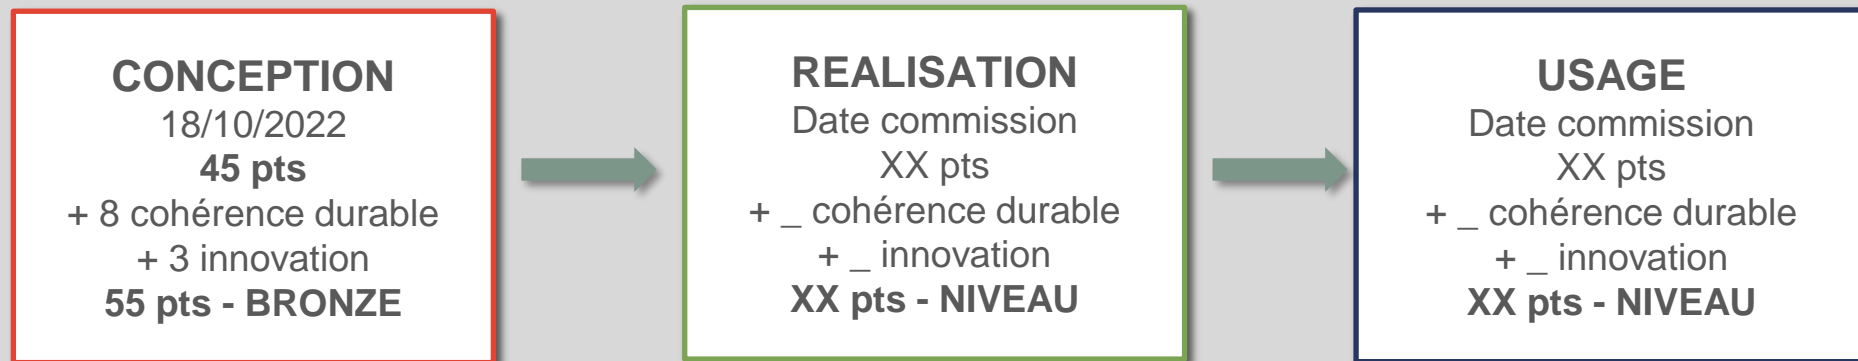 CONCEPTION
18/10/2022
45 pts
+ 8 cohérence durable
+ 3 innovation
55 pts - BRONZE
REALISATION
Date commission
XX pts
+ _ cohérence durable
+ _ innovation
XX pts - NIVEAU
USAGE
Date commission
XX pts
+ _ cohérence durable
+ _ innovation
XX pts - NIVEAU